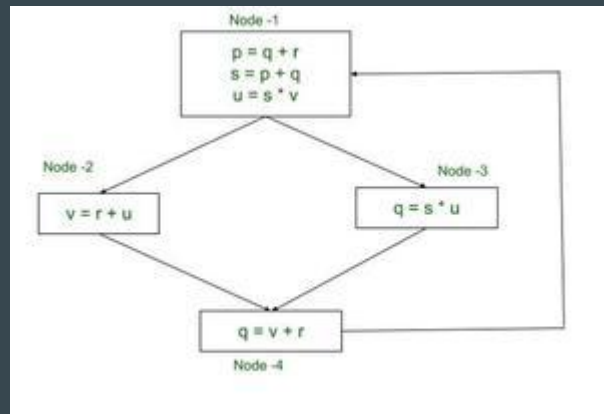 Node -1
p = q + r
s = p + q
u = s * v
Node -2
v = r + u
Node -3
q = s * u
q = v + r
Node -4